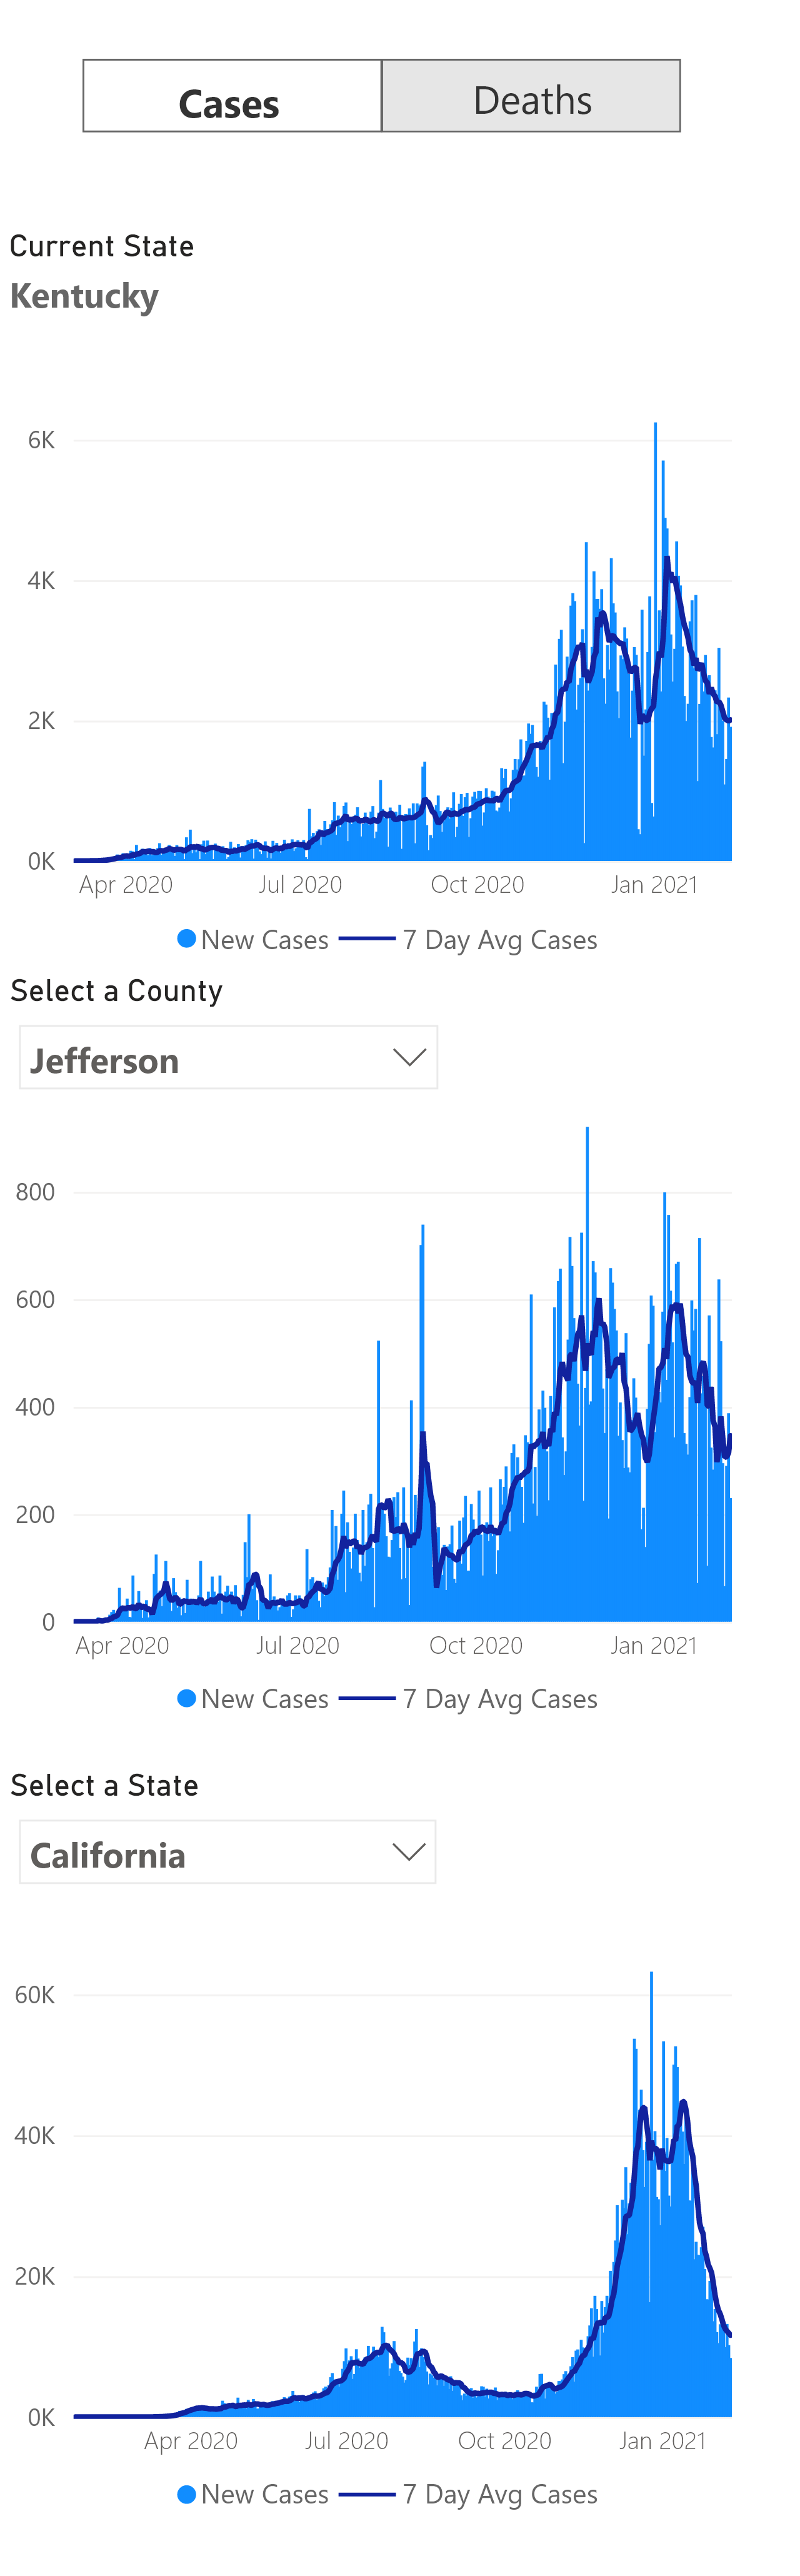 Cases Deaths
Current State
Kentucky
6K
4K
2K
0K
Apr 2020 Jul 2020 Oct 2020 Jan 2021
New Cases 7 Day Avg Cases
Select a County
Jefferson
800
600
400
200
0
Apr 2020 Jul 2020 Oct 2020 Jan 2021
New Cases 7 Day Avg Cases
Select a State
California
60K
40K
20K
0K
Apr 2020 Jul 2020 Oct 2020 Jan 2021
New Cases 7 Day Avg Cases